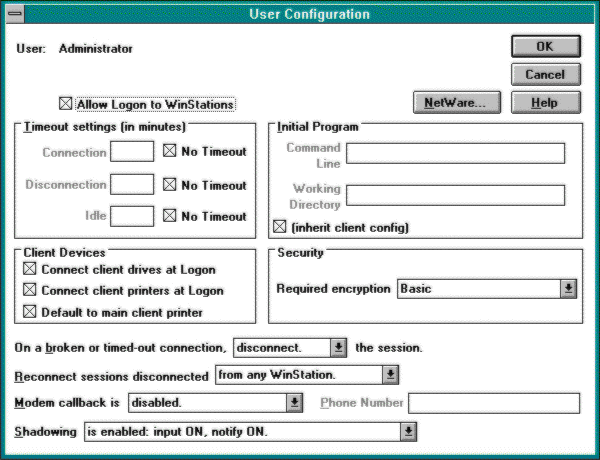 User Configuration
User: Administrator
OK
Cancel
Allow Logon to WinStations
NetWare...
Help
Timeout settings (in minutes)
Connection No Timeout
Disconnection No Timeout
Idle No Timeout
Initial Program
Command Line
Working Directory
(inherit client config)
Client Devices
Connect client drives at Logon
Connect client printers at Logon
Default to main client printer
Security
Required encryption Basic
On a broken or timed-out connection, disconnect. the session.
Reconnect sessions disconnected from any WinStation.
Modem callback is disabled. Phone Number
Shadowing is enabled: input ON, notify ON.